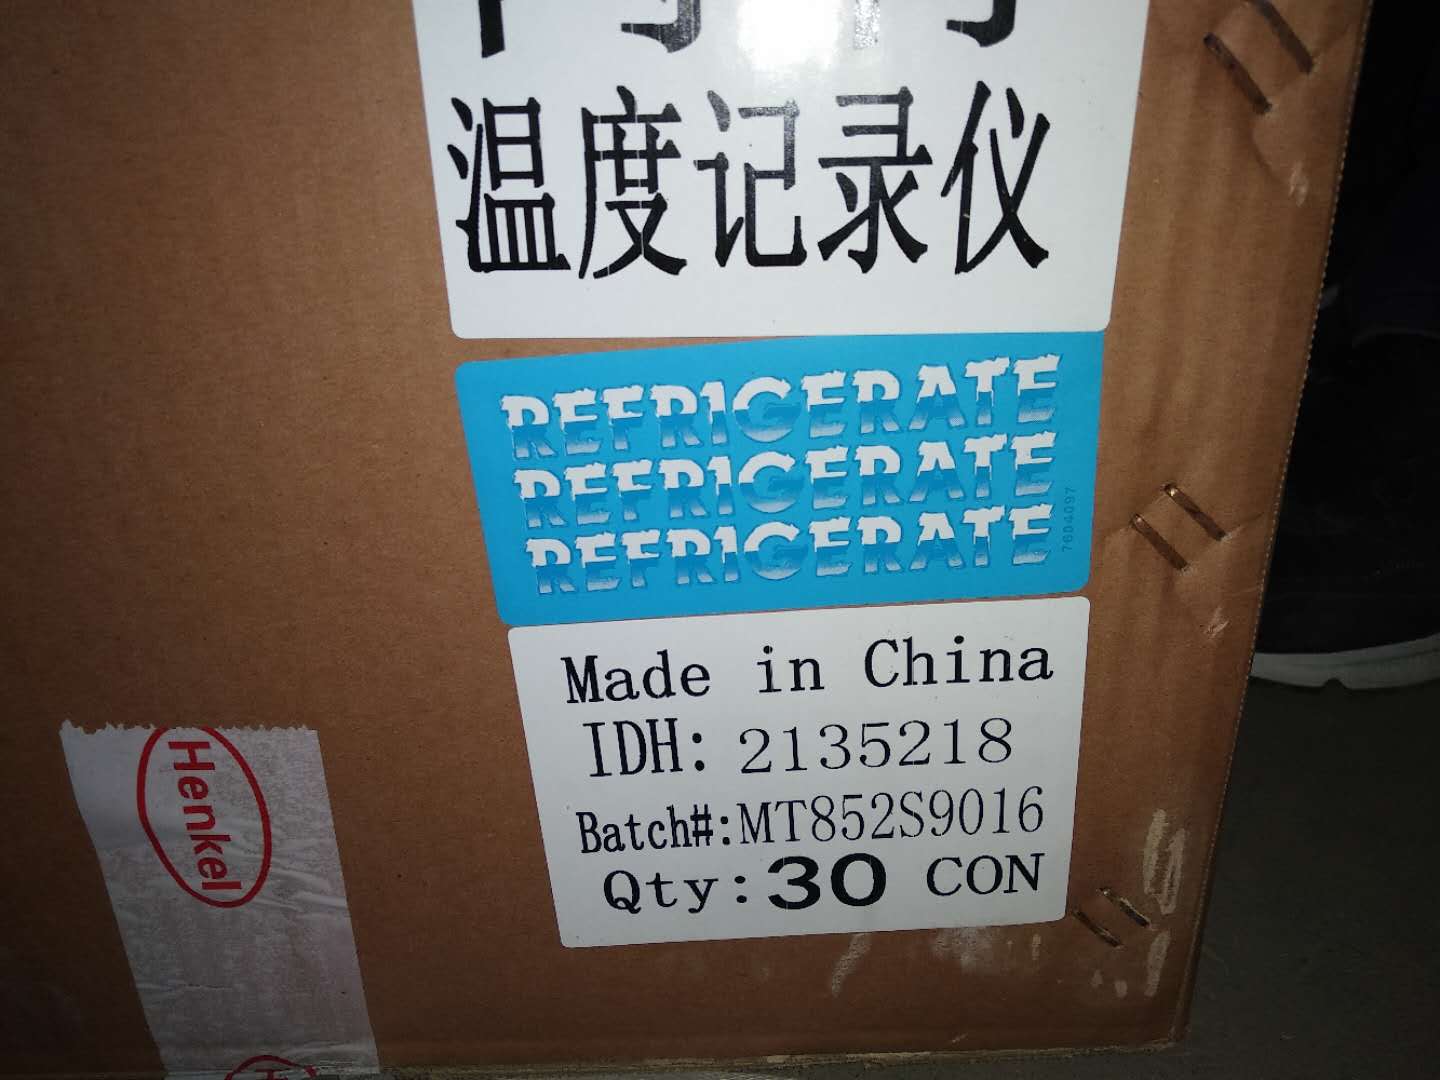 温度记录仪
REFRIGERATE
REFRIGERATE
REFRIGERATE
7604097
Made in China
IDH: 2135218
Batch#:MT852S9016
Qty:30 CON
Henkel